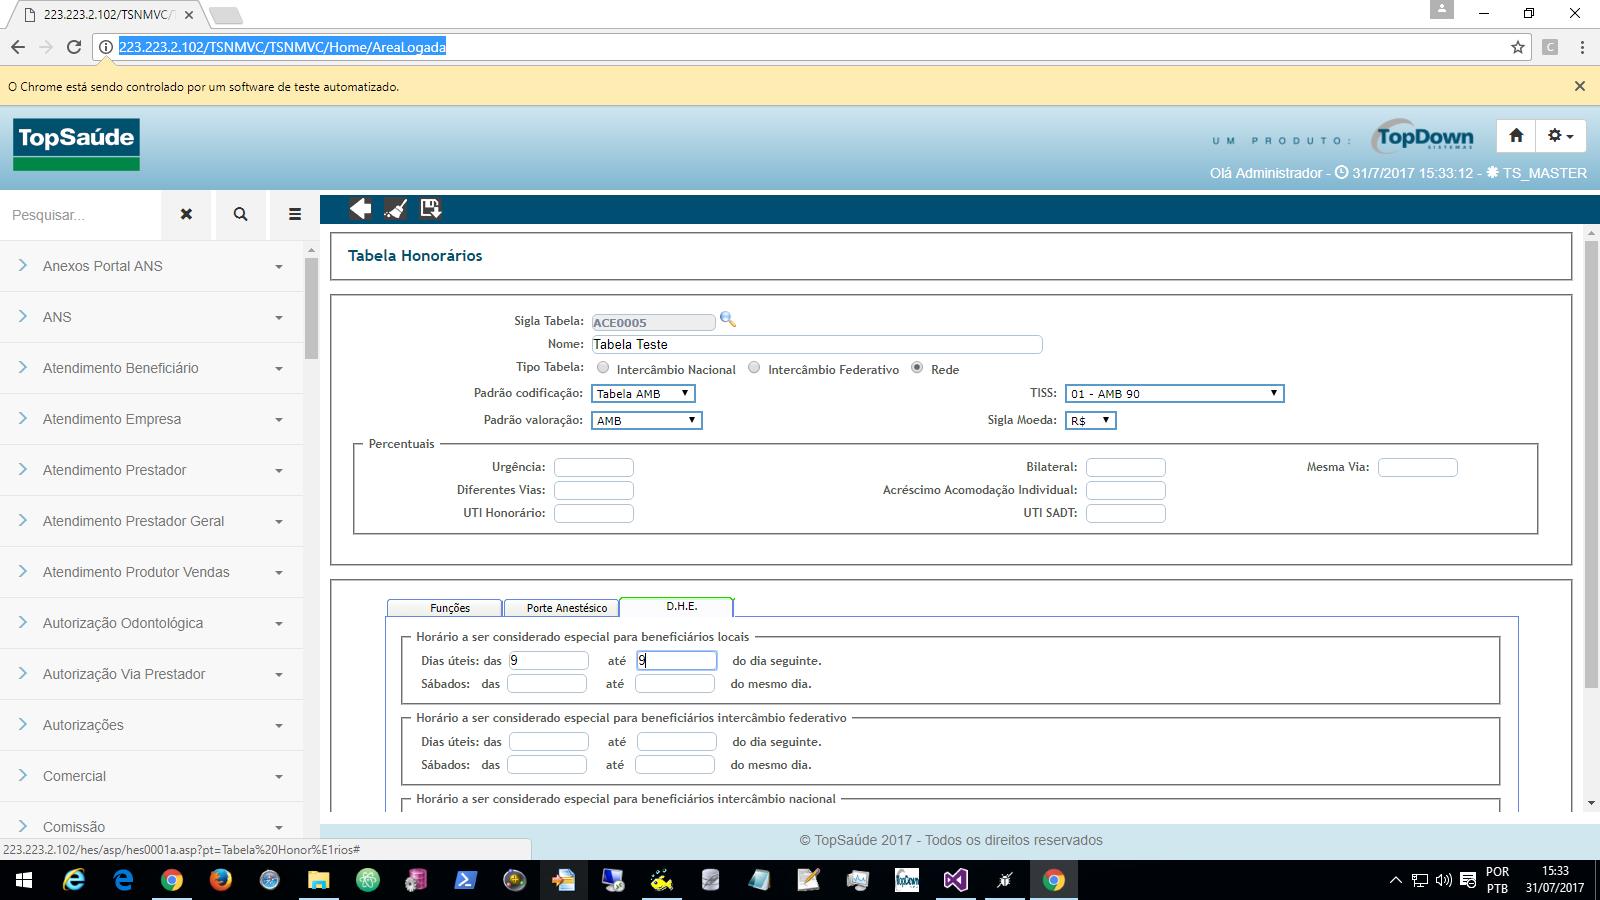 223.223.2.102/TSNMVC/T
223.223.2.102/TSNMVC/TSNMVC/Home/AreaLogada
C
O Chrome está sendo controlado por um software de teste automatizado.
TopSaúde
UM PRODUTO:
TopDown
SISTEMAS
Olá Administrador - 31/7/2017 15:33:12 - TS_MASTER
Pesquisar...
Anexos Portal ANS
ANS
Atendimento Beneficiário
Atendimento Empresa
Atendimento Prestador
Atendimento Prestador Geral
Atendimento Produtor Vendas
Autorização Odontológica
Autorização Via Prestador
Autorizações
Comercial
Comissão
Tabela Honorários
Sigla Tabela: ACE0005
Nome: Tabela Teste
Tipo Tabela: Intercâmbio Nacional Intercâmbio Federativo Rede
Padrão codificação: Tabela AMB TISS: 01 - AMB 90
Padrão valoração: AMB Sigla Moeda: R$
Percentuais
Urgência: Bilateral: Mesma Via:
Diferentes Vias: Acréscimo Acomodação Individual:
UTI Honorário: UTI SADT:
Funções Porte Anestésico D.H.E.
Horário a ser considerado especial para beneficiários locais
Dias úteis: das 9 até 9 do dia seguinte.
Sábados: das até do mesmo dia.
Horário a ser considerado especial para beneficiários intercâmbio federativo
Dias úteis: das até do dia seguinte.
Sábados: das até do mesmo dia.
Horário a ser considerado especial para beneficiários intercâmbio nacional
© TopSaúde 2017 - Todos os direitos reservados
223.223.2.102/hes/asp/hes0001a.asp?pt=Tabela%20Honor%E1rios#
TopDown
POR
PTB
15:33
31/07/2017